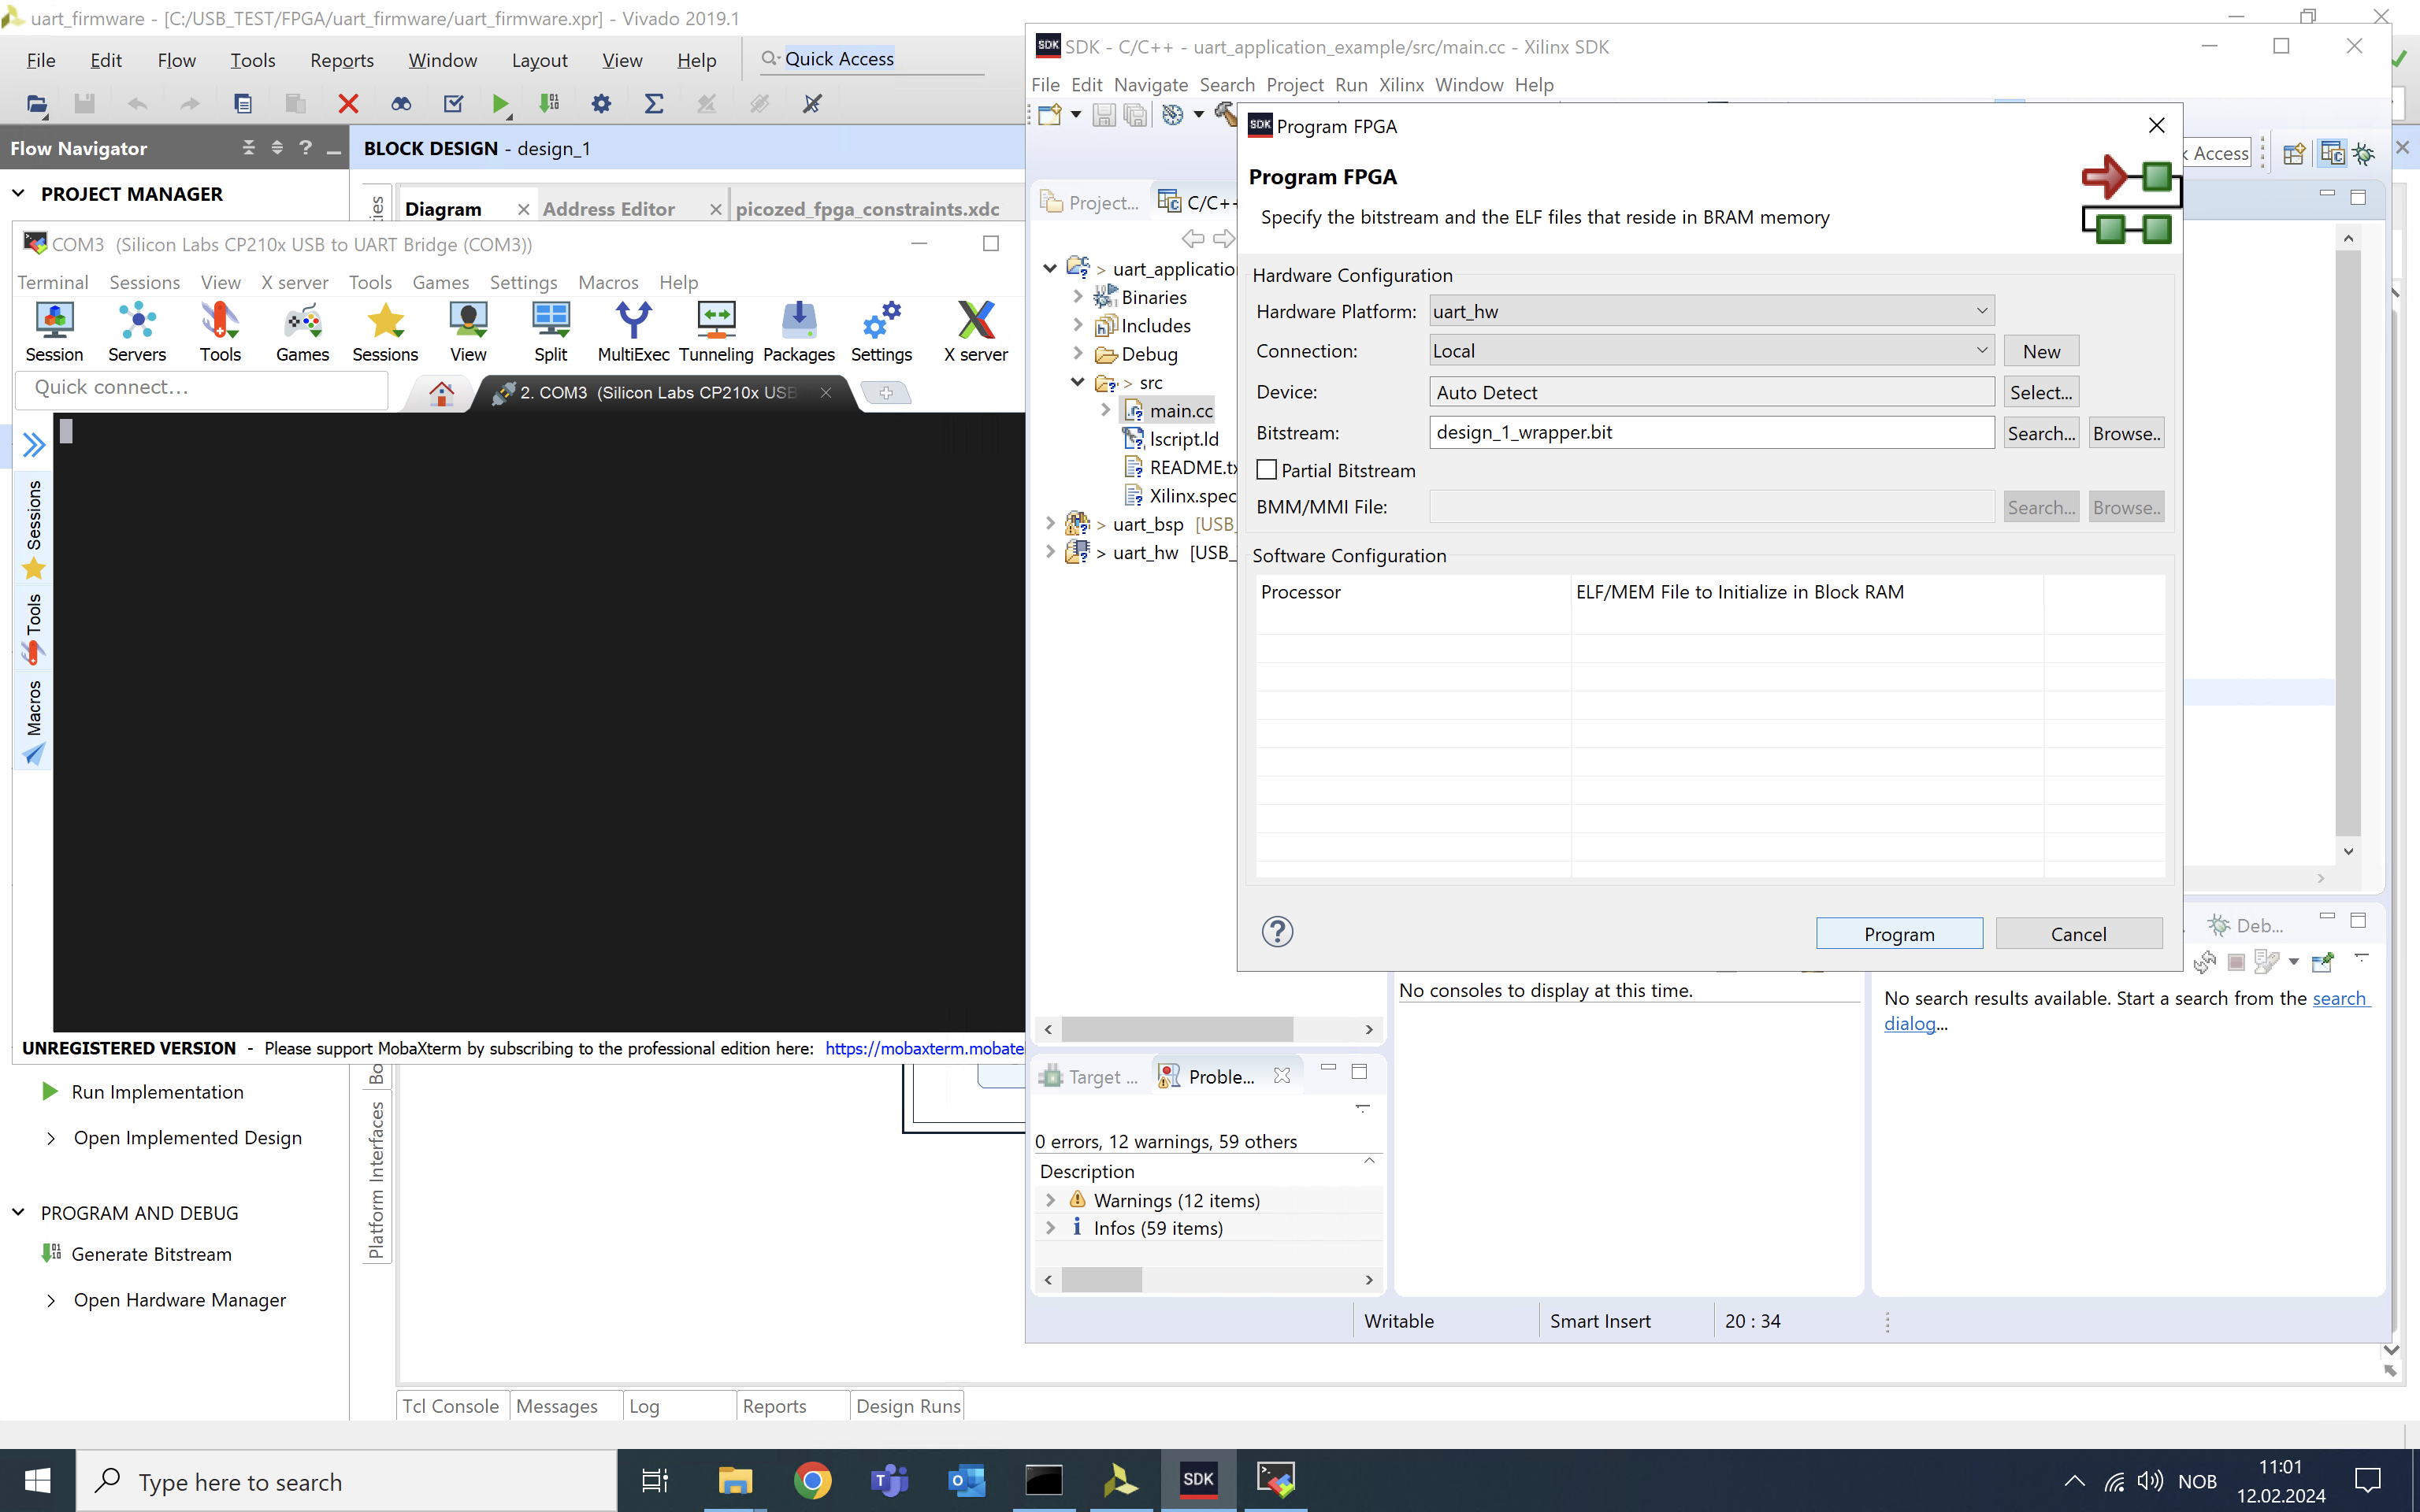 uart_firmware - [C:/USB_TEST/FPGA/uart_firmware/uart_firmware.xpr] - Vivado 2019.1
File Edit Flow Tools Reports Window Layout View Help Quick Access
Flow Navigator
PROJECT MANAGER
BLOCK DESIGN - design_1
Diagram
Address Editor
picozed_fpga_constraints.xdc
COM3 (Silicon Labs CP210x USB to UART Bridge (COM3))
Terminal Sessions View X server Tools Games Settings Macros Help
Session Servers Tools Games Sessions View Split MultiExec Tunneling Packages Settings X server
Quick connect...
2. COM3 (Silicon Labs CP210x USB
Sessions
Tools
Macros
UNREGISTERED VERSION - Please support MobaXterm by subscribing to the professional edition here: https://mobaxterm.mobate
Run Implementation
Open Implemented Design
PROGRAM AND DEBUG
Generate Bitstream
Open Hardware Manager
Platform Interfaces
Tcl Console
Messages
Log
Reports
Design Runs
SDK - C/C++ - uart_application_example/src/main.cc - Xilinx SDK
File Edit Navigate Search Project Run Xilinx Window Help
Access
Project...
C/C++
> uart_applicatio
Binaries
Includes
Debug
> src
main.cc
lscript.ld
README.tx
Xilinx.spec
> uart_bsp [USB_
> uart_hw [USB_
Program FPGA
Program FPGA
Specify the bitstream and the ELF files that reside in BRAM memory
Hardware Configuration
Hardware Platform: uart_hw
Connection: Local New
Device: Auto Detect Select...
Bitstream: design_1_wrapper.bit Search... Browse..
Partial Bitstream
BMM/MMI File: Search... Browse..
Software Configuration
Processor ELF/MEM File to Initialize in Block RAM
Program Cancel
Deb...
No consoles to display at this time.
No search results available. Start a search from the search
dialog...
Target ...
Proble...
0 errors, 12 warnings, 59 others
Description
Warnings (12 items)
Infos (59 items)
Writable
Smart Insert
20 : 34
Type here to search
SDK
NOB
11:01
12.02.2024